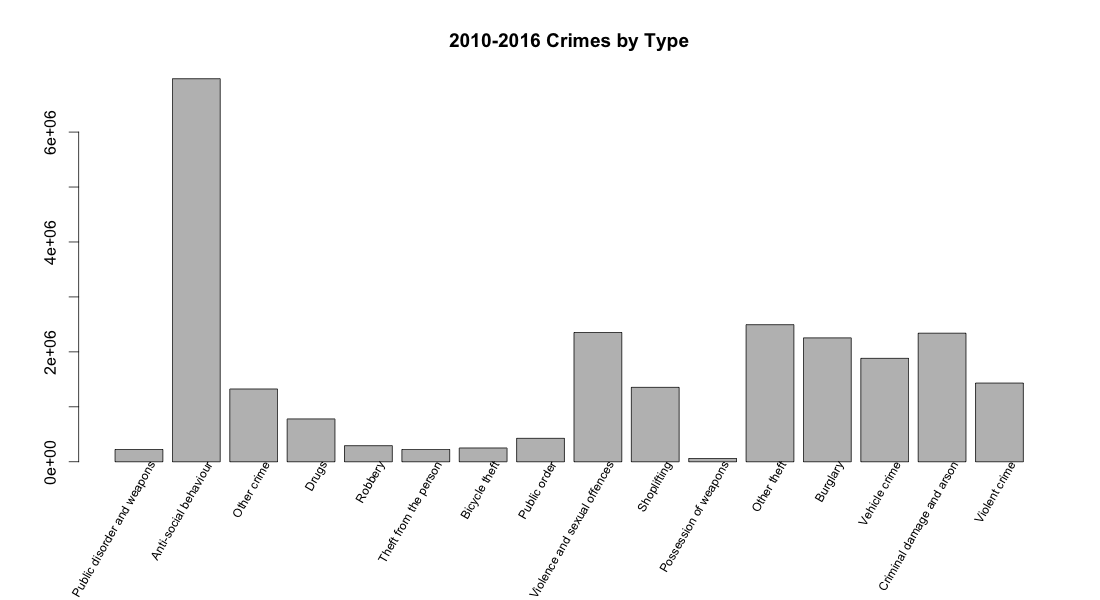 2010-2016 Crimes by Type
6e+06
4e+06
2e+06
0e+00
Public disorder and weapons
Anti-social behaviour
Other crime
Drugs
Robbery
Theft from the person
Bicycle theft
Public order
Violence and sexual offences
Shoplifting
Possession of weapons
Other theft
Burglary
Vehicle crime
Criminal damage and arson
Violent crime